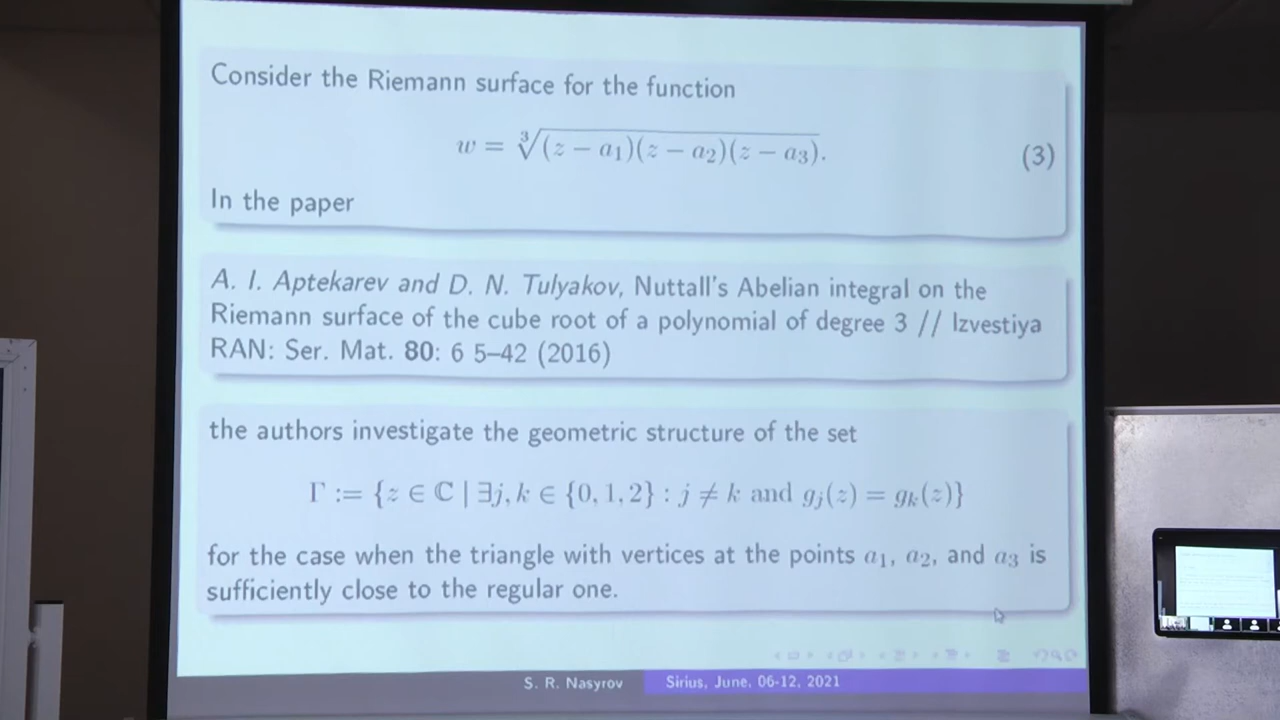 Consider the Riemann surface for the function
w = ∛((z − a₁)(z − a₂)(z − a₃)). (3)
In the paper
A. I. Aptekarev and D. N. Tulyakov, Nuttall's Abelian integral on the
Riemann surface of the cube root of a polynomial of degree 3 // Izvestiya
RAN: Ser. Mat. 80: 6 5–42 (2016)
the authors investigate the geometric structure of the set
Γ := {z ∈ ℂ | ∃j, k ∈ {0, 1, 2} : j ≠ k and gⱼ(z) = gₖ(z)}
for the case when the triangle with vertices at the points a₁, a₂, and a₃ is
sufficiently close to the regular one.
S. R. Nasyrov Sirius, June, 06-12, 2021